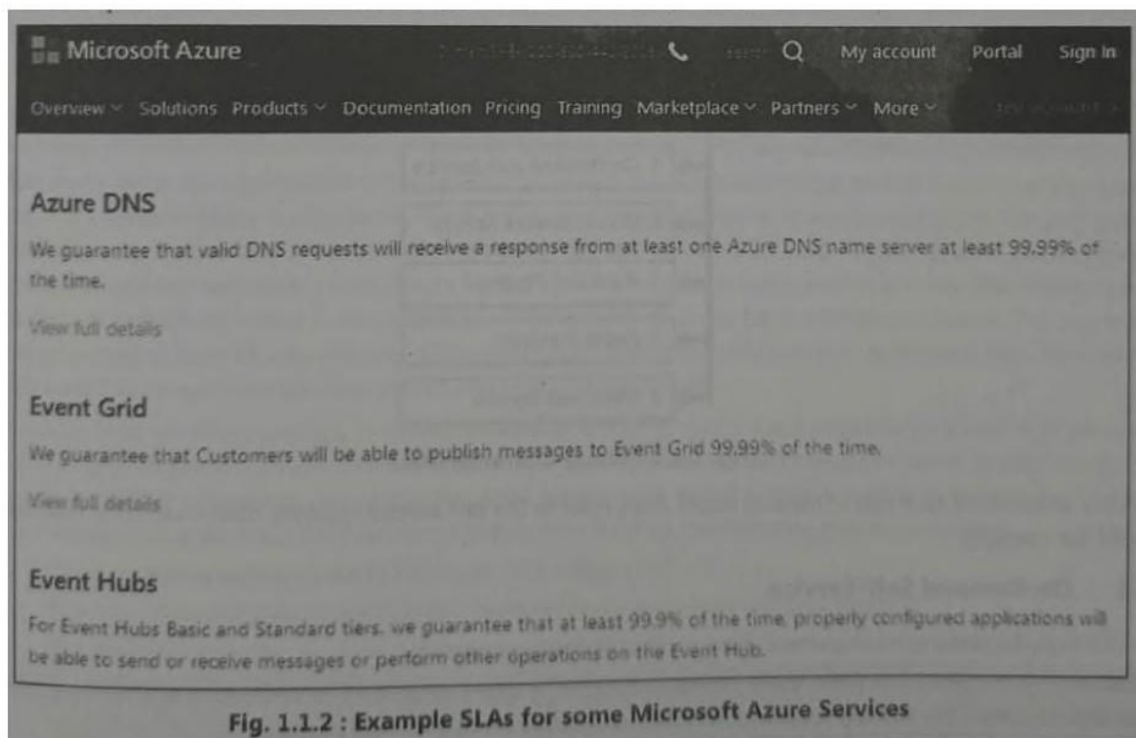 Microsoft Azure
My account Portal Sign In
Overview Solutions Products Documentation Pricing Training Marketplace Partners More
Azure DNS
We guarantee that valid DNS requests will receive a response from at least one Azure DNS name server at least 99.99% of
the time.
View full details
Event Grid
We guarantee that Customers will be able to publish messages to Event Grid 99.99% of the time.
View full details
Event Hubs
For Event Hubs Basic and Standard tiers, we guarantee that at least 99.9% of the time, properly configured applications will
be able to send or receive messages or perform other operations on the Event Hub.
Fig. 1.1.2 : Example SLAs for some Microsoft Azure Services